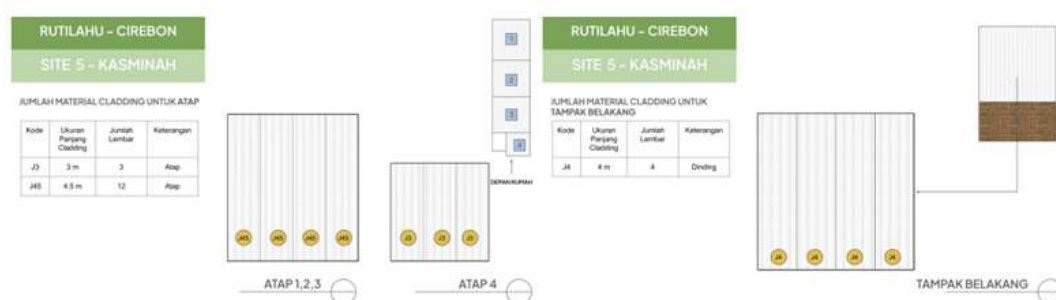 RUTILAHU - CIREBON
SITE 5 - KASMINAH
JUMLAH MATERIAL CLADDING UNTUK ATAP
Kode Ukuran Panjang Cladding Jumlah Lembar Keterangan
J3 3 m 3 Atap
J45 4.5 m 12 Atap
J45 J45 J45 J45
ATAP 1,2,3
J3 J3 J3
ATAP 4
1
2
3
4
DEPAN RUMAH
RUTILAHU - CIREBON
SITE 5 - KASMINAH
JUMLAH MATERIAL CLADDING UNTUK
TAMPAK BELAKANG
Kode Ukuran Panjang Cladding Jumlah Lembar Keterangan
J4 4 m 4 Dinding
J4 J4 J4 J4
TAMPAK BELAKANG